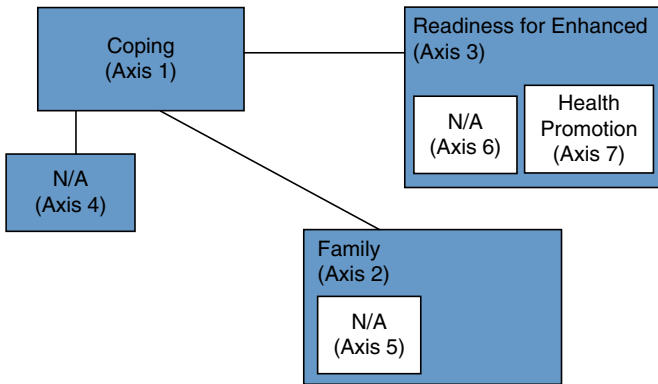 Coping
(Axis 1)
Readiness for Enhanced
(Axis 3)
N/A
(Axis 6)
Health
Promotion
(Axis 7)
N/A
(Axis 4)
Family
(Axis 2)
N/A
(Axis 5)